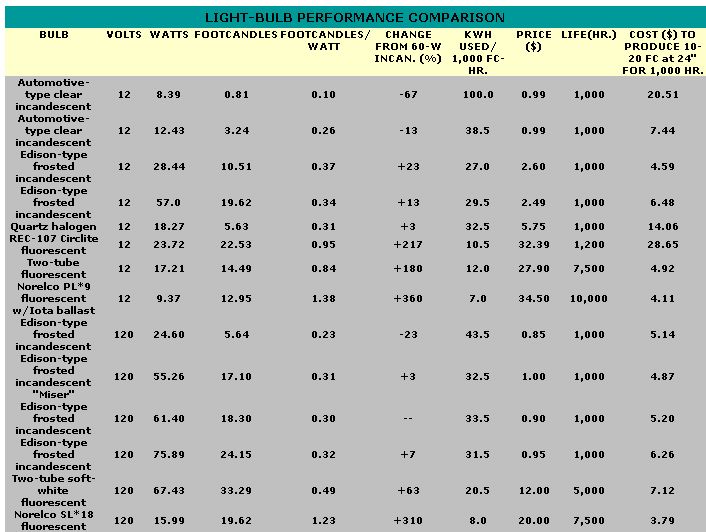 LIGHT-BULB PERFORMANCE COMPARISON
BULB VOLTS WATTS FOOTCANDLES FOOTCANDLES/ WATT CHANGE FROM 60-W INCAN. (%) KWH USED/ 1,000 FC-HR. PRICE ($) LIFE(HR.) COST ($) TO PRODUCE 10-20 FC at 24" FOR 1,000 HR.
Automotive-type clear incandescent 12 8.39 0.81 0.10 -67 100.0 0.99 1,000 20.51
Automotive-type clear incandescent 12 12.43 3.24 0.26 -13 38.5 0.99 1,000 7.44
Edison-type frosted incandescent 12 28.44 10.51 0.37 +23 27.0 2.60 1,000 4.59
Edison-type frosted incandescent 12 57.0 19.62 0.34 +13 29.5 2.49 1,000 6.48
Quartz halogen 12 18.27 5.63 0.31 +3 32.5 5.75 1,000 14.06
REC-107 Circlite fluorescent 12 23.72 22.53 0.95 +217 10.5 32.39 1,200 28.65
Two-tube fluorescent 12 17.21 14.49 0.84 +180 12.0 27.90 7,500 4.92
Norelco PL*9 fluorescent w/Iota ballast 12 9.37 12.95 1.38 +360 7.0 34.50 10,000 4.11
Edison-type frosted incandescent 120 24.60 5.64 0.23 -23 43.5 0.85 1,000 5.14
Edison-type frosted incandescent "Miser" 120 55.26 17.10 0.31 +3 32.5 1.00 1,000 4.87
Edison-type frosted incandescent 120 61.40 18.30 0.30 -- 33.5 0.90 1,000 5.20
Edison-type frosted incandescent 120 75.89 24.15 0.32 +7 31.5 0.95 1,000 6.26
Two-tube soft-white fluorescent 120 67.43 33.29 0.49 +63 20.5 12.00 5,000 7.12
Norelco SL*18 fluorescent 120 15.99 19.62 1.23 +310 8.0 20.00 7,500 3.79